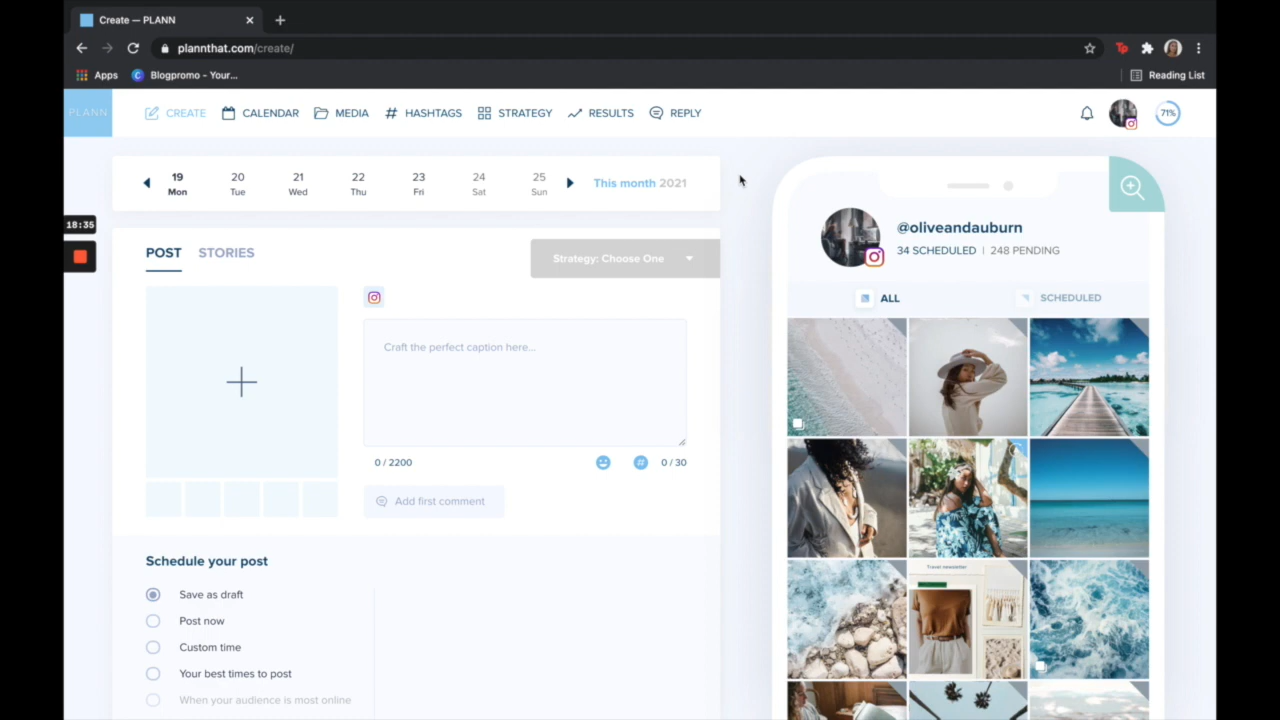 Create — PLANN
plannthat.com/create/
Tp
Apps
C Blogpromo - Your...
Reading List
PLANN
CREATE
CALENDAR
MEDIA
# HASHTAGS
STRATEGY
RESULTS
REPLY
71%
19 20 21 22 23 24 25
Mon Tue Wed Thu Fri Sat Sun
This month 2021
18:35
POST STORIES
Strategy: Choose One
Craft the perfect caption here...
0 / 2200
# 0 / 30
Add first comment
Schedule your post
Save as draft
Post now
Custom time
Your best times to post
When your audience is most online
@oliveandauburn
34 SCHEDULED | 248 PENDING
ALL
SCHEDULED
Travel newsletter